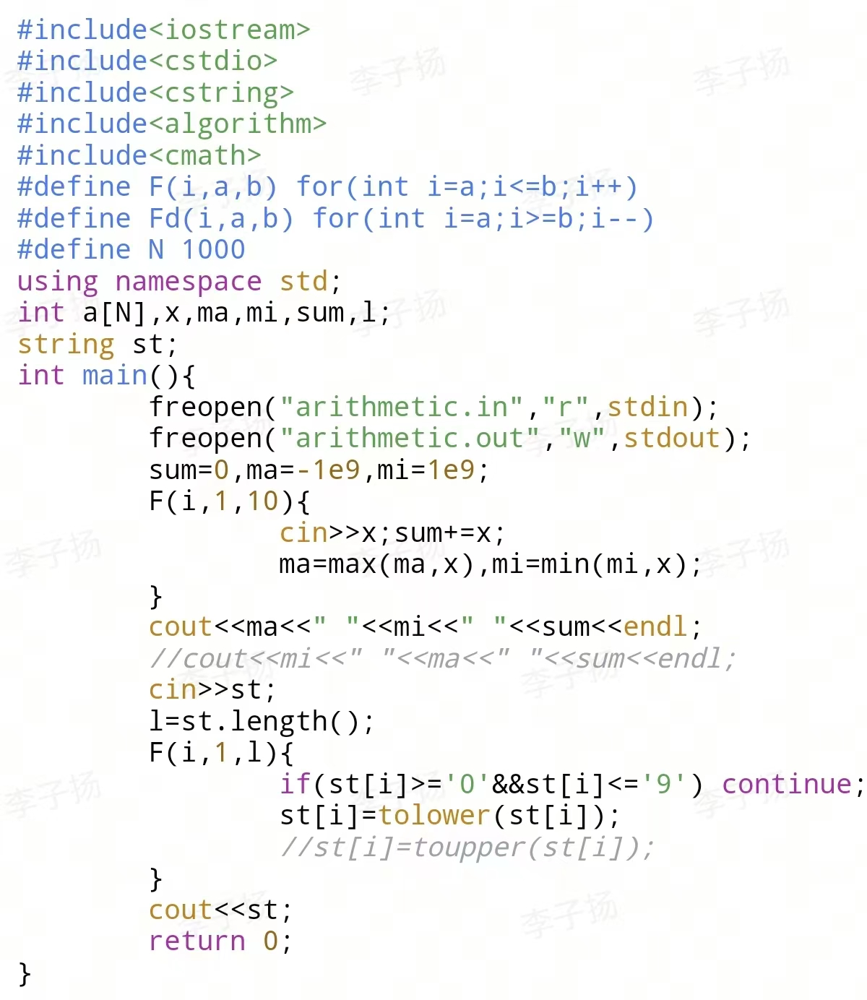 #include<iostream>
#include<cstdio>
#include<cstring>
#include<algorithm>
#include<cmath>
#define F(i,a,b) for(int i=a;i<=b;i++)
#define Fd(i,a,b) for(int i=a;i>=b;i--)
#define N 1000
using namespace std;
int a[N],x,ma,mi,sum,l;
string st;
int main(){
        freopen("arithmetic.in","r",stdin);
        freopen("arithmetic.out","w",stdout);
        sum=0,ma=-1e9,mi=1e9;
        F(i,1,10){
                cin>>x;sum+=x;
                ma=max(ma,x),mi=min(mi,x);
        }
        cout<<ma<<" "<<mi<<" "<<sum<<endl;
        //cout<<mi<<" "<<ma<<" "<<sum<<endl;
        cin>>st;
        l=st.length();
        F(i,1,l){
                if(st[i]>='0'&&st[i]<='9') continue;
                st[i]=tolower(st[i]);
                //st[i]=toupper(st[i]);
        }
        cout<<st;
        return 0;
}
李子扬